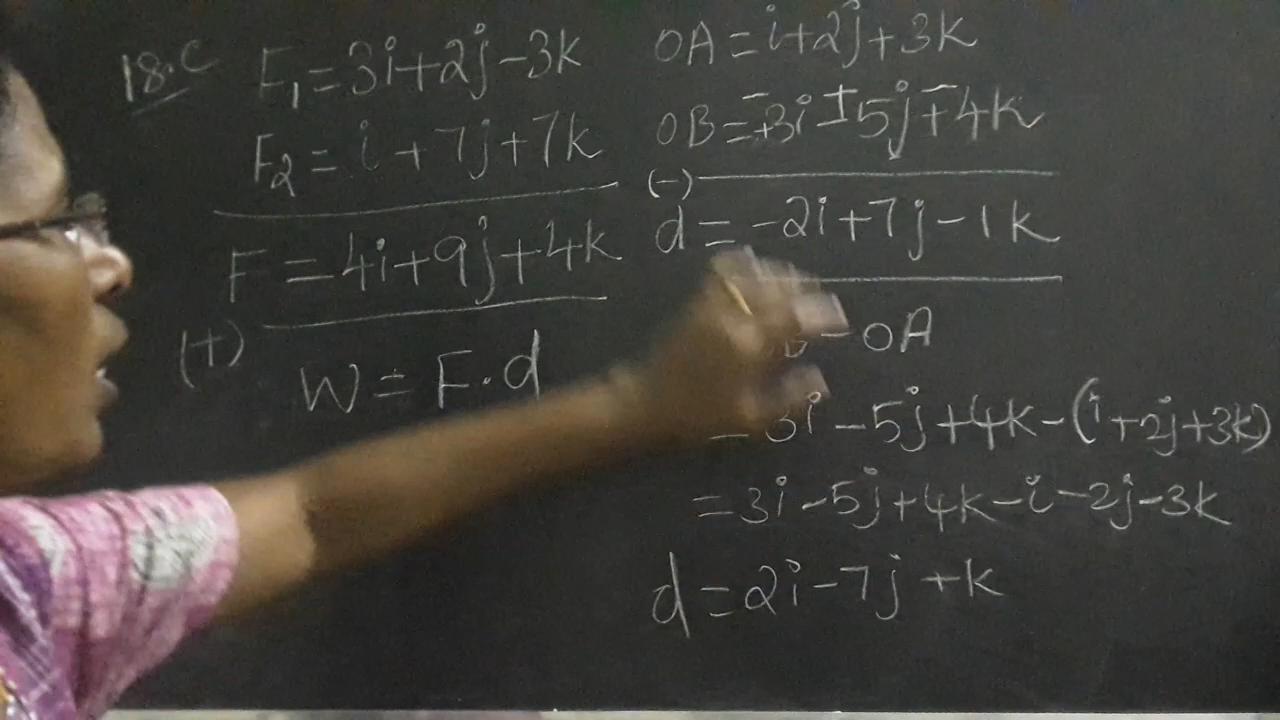 18.C
F₁ = 3i + 2j - 3k
F₂ = i + 7j + 7k
F = 4i + 9j + 4k
(+)
W = F . d
OA = i + 2j + 3k
OB = 3i - 5j + 4k
(-)
d = -2i + 7j - 1k
- OA
3i - 5j + 4k - (i + 2j + 3k)
= 3i - 5j + 4k - i - 2j - 3k
d = 2i - 7j + k